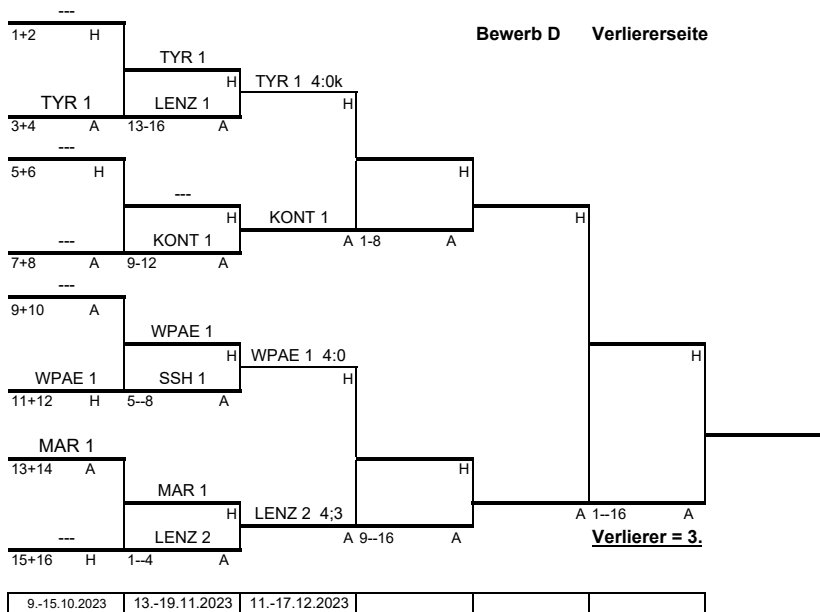 ---
1+2 H
Bewerb D Verliererseite
TYR 1
H TYR 1 4:0k
TYR 1 LENZ 1 H
3+4 A 13-16 A
---
5+6 H H
---
H KONT 1 H
--- KONT 1 A 1-8 A
7+8 A 9-12 A
---
9+10 A
WPAE 1
H WPAE 1 4:0 H
WPAE 1 SSH 1 H
11+12 H 5--8 A
MAR 1
13+14 A H
MAR 1
H LENZ 2 4;3 A 1--16 A
--- LENZ 2 A 9--16 A Verlierer = 3.
15+16 H 1--4 A
9.-15.10.2023 13.-19.11.2023 11.-17.12.2023